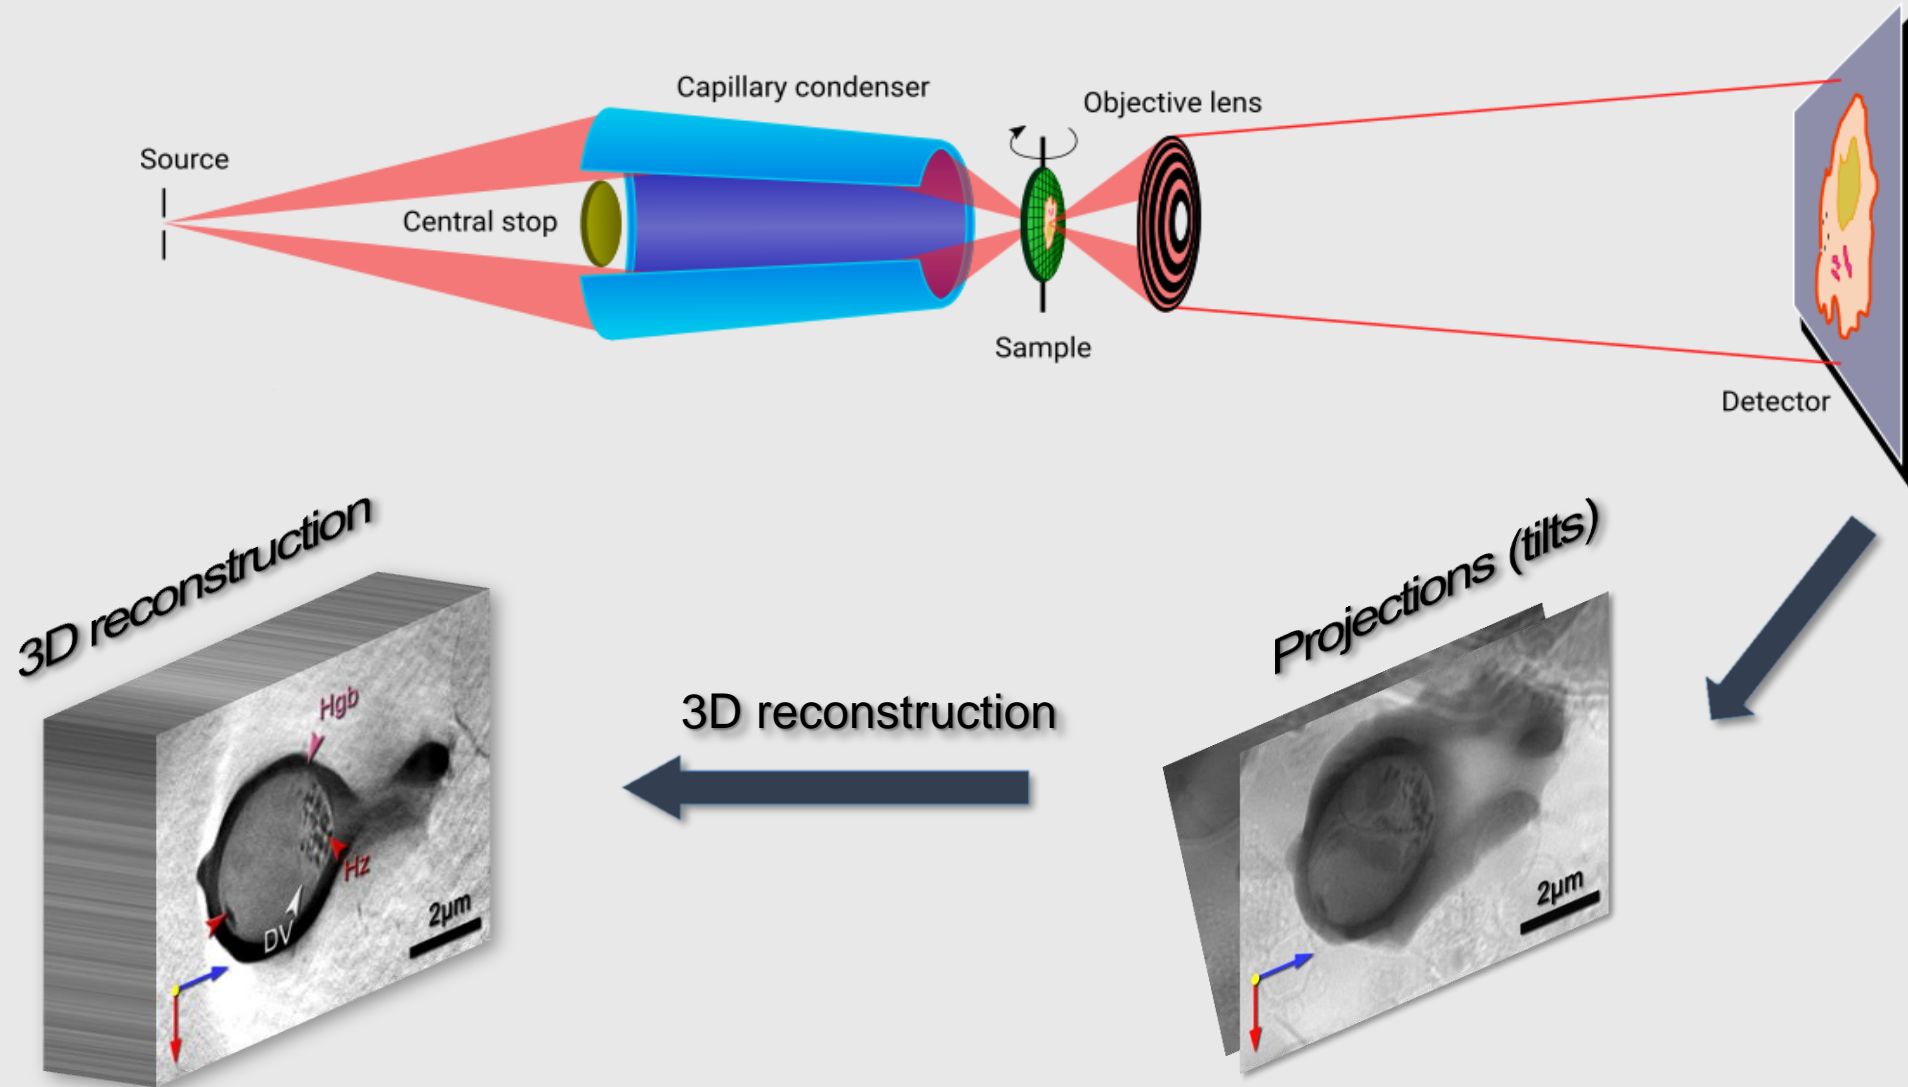 Capillary condenser
Objective lens
Source
Central stop
Sample
Detector
3D reconstruction
Projections (tilts)
3D reconstruction
Hgb
Hz
DV
2µm
2µm